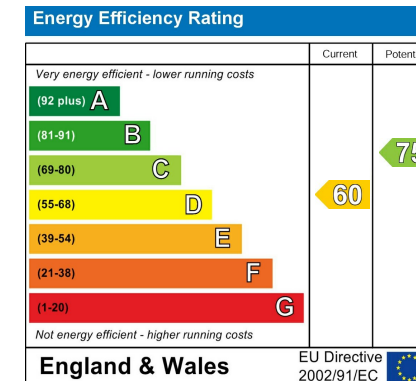 Energy Efficiency Rating
Current Potent
Very energy efficient - lower running costs
(92 plus) A
(81-91) B
(69-80) C
75
(55-68) D
60
(39-54) E
(21-38) F
(1-20) G
Not energy efficient - higher running costs
England & Wales
EU Directive
2002/91/EC